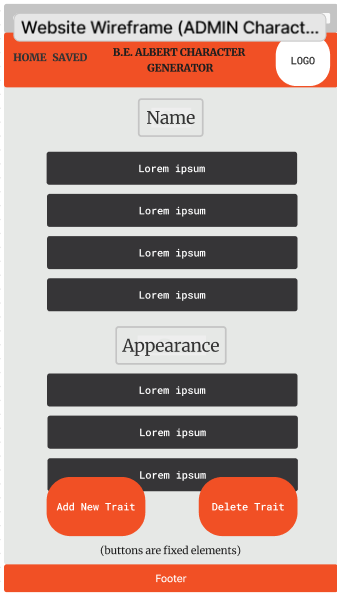 Website Wireframe (ADMIN Charact...
HOME SAVED
B.E. ALBERT CHARACTER
GENERATOR
LOGO
Name
Lorem ipsum
Lorem ipsum
Lorem ipsum
Lorem ipsum
Appearance
Lorem ipsum
Lorem ipsum
Lorem ipsum
Add New Trait
Delete Trait
(buttons are fixed elements)
Footer